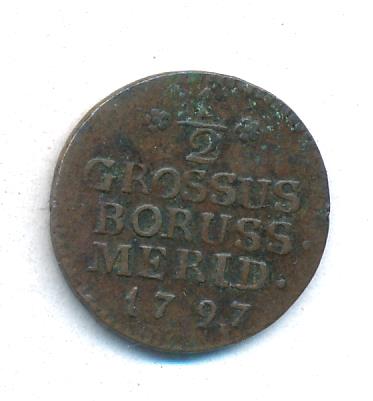 1/2
GROSSUS
BORUSS.
MERID.
1797